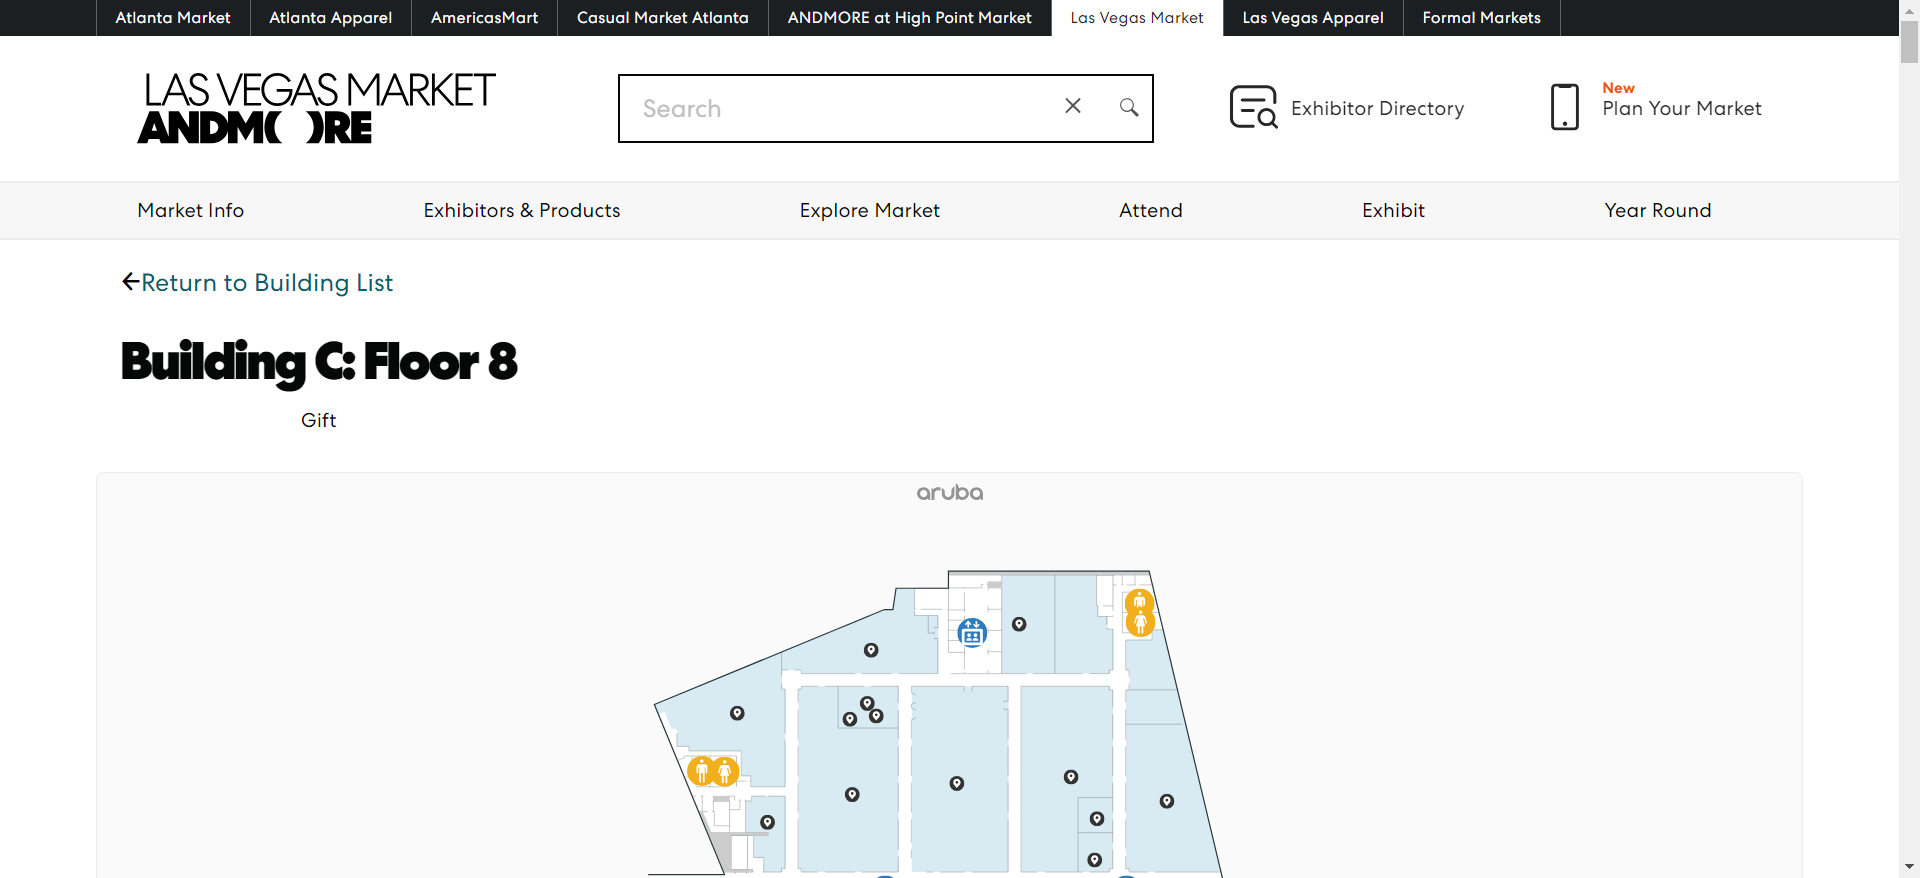 Atlanta Market
Atlanta Apparel
AmericasMart
Casual Market Atlanta
ANDMORE at High Point Market
Las Vegas Market
Las Vegas Apparel
Formal Markets
LAS VEGAS MARKET
ANDM( )RE
Search
Exhibitor Directory
New
Plan Your Market
Market Info
Exhibitors & Products
Explore Market
Attend
Exhibit
Year Round
Return to Building List
Building C: Floor 8
Gift
aruba